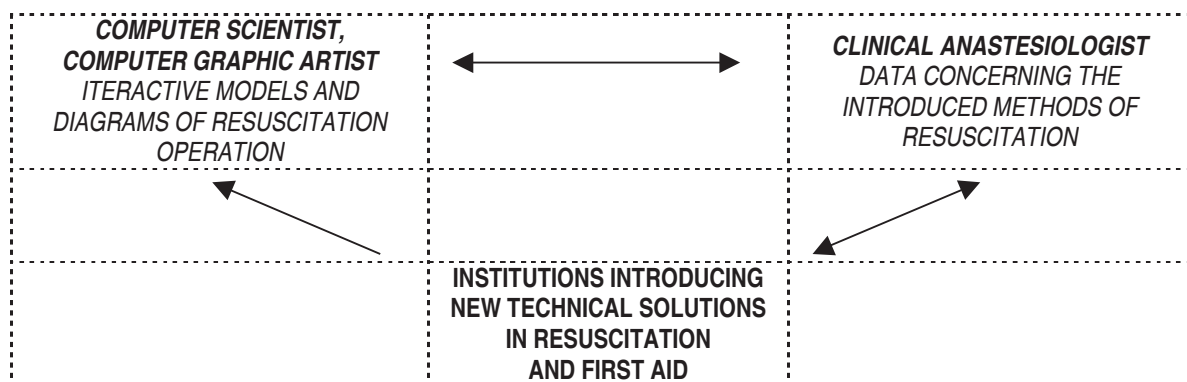 COMPUTER SCIENTIST,
COMPUTER GRAPHIC ARTIST
ITERACTIVE MODELS AND
DIAGRAMS OF RESUSCITATION
OPERATION
CLINICAL ANASTESIOLOGIST
DATA CONCERNING THE
INTRODUCED METHODS OF
RESUSCITATION
INSTITUTIONS INTRODUCING
NEW TECHNICAL SOLUTIONS
IN RESUSCITATION
AND FIRST AID